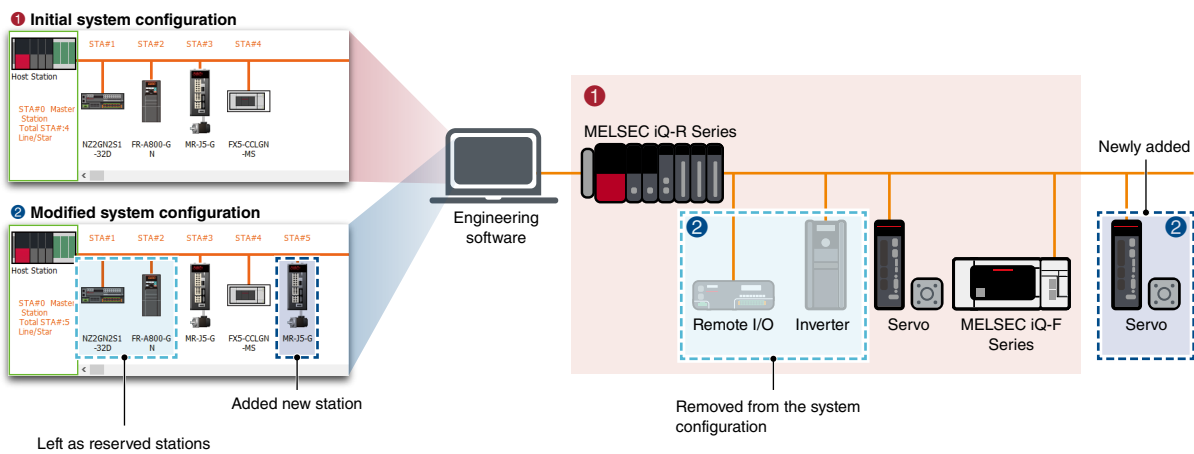 ❶ Initial system configuration
STA#1 STA#2 STA#3 STA#4
Host Station
STA#0 Master
Station
Total STA#:4
Line/Star
NZ2GN2S1
-32D
FR-A800-G
N
MR-J5-G
FX5-CCLGN
-MS
<
❷ Modified system configuration
STA#1 STA#2 STA#3 STA#4 STA#5
Host Station
STA#0 Master
Station
Total STA#:5
Line/Star
NZ2GN2S1
-32D
FR-A800-G
N
MR-J5-G
FX5-CCLGN
-MS
MR-J5-G
<
Added new station
Left as reserved stations
Engineering
software
❶
MELSEC iQ-R Series
Newly added
❷
❷
Remote I/O
Inverter
Servo
MELSEC iQ-F
Series
Servo
Removed from the system
configuration